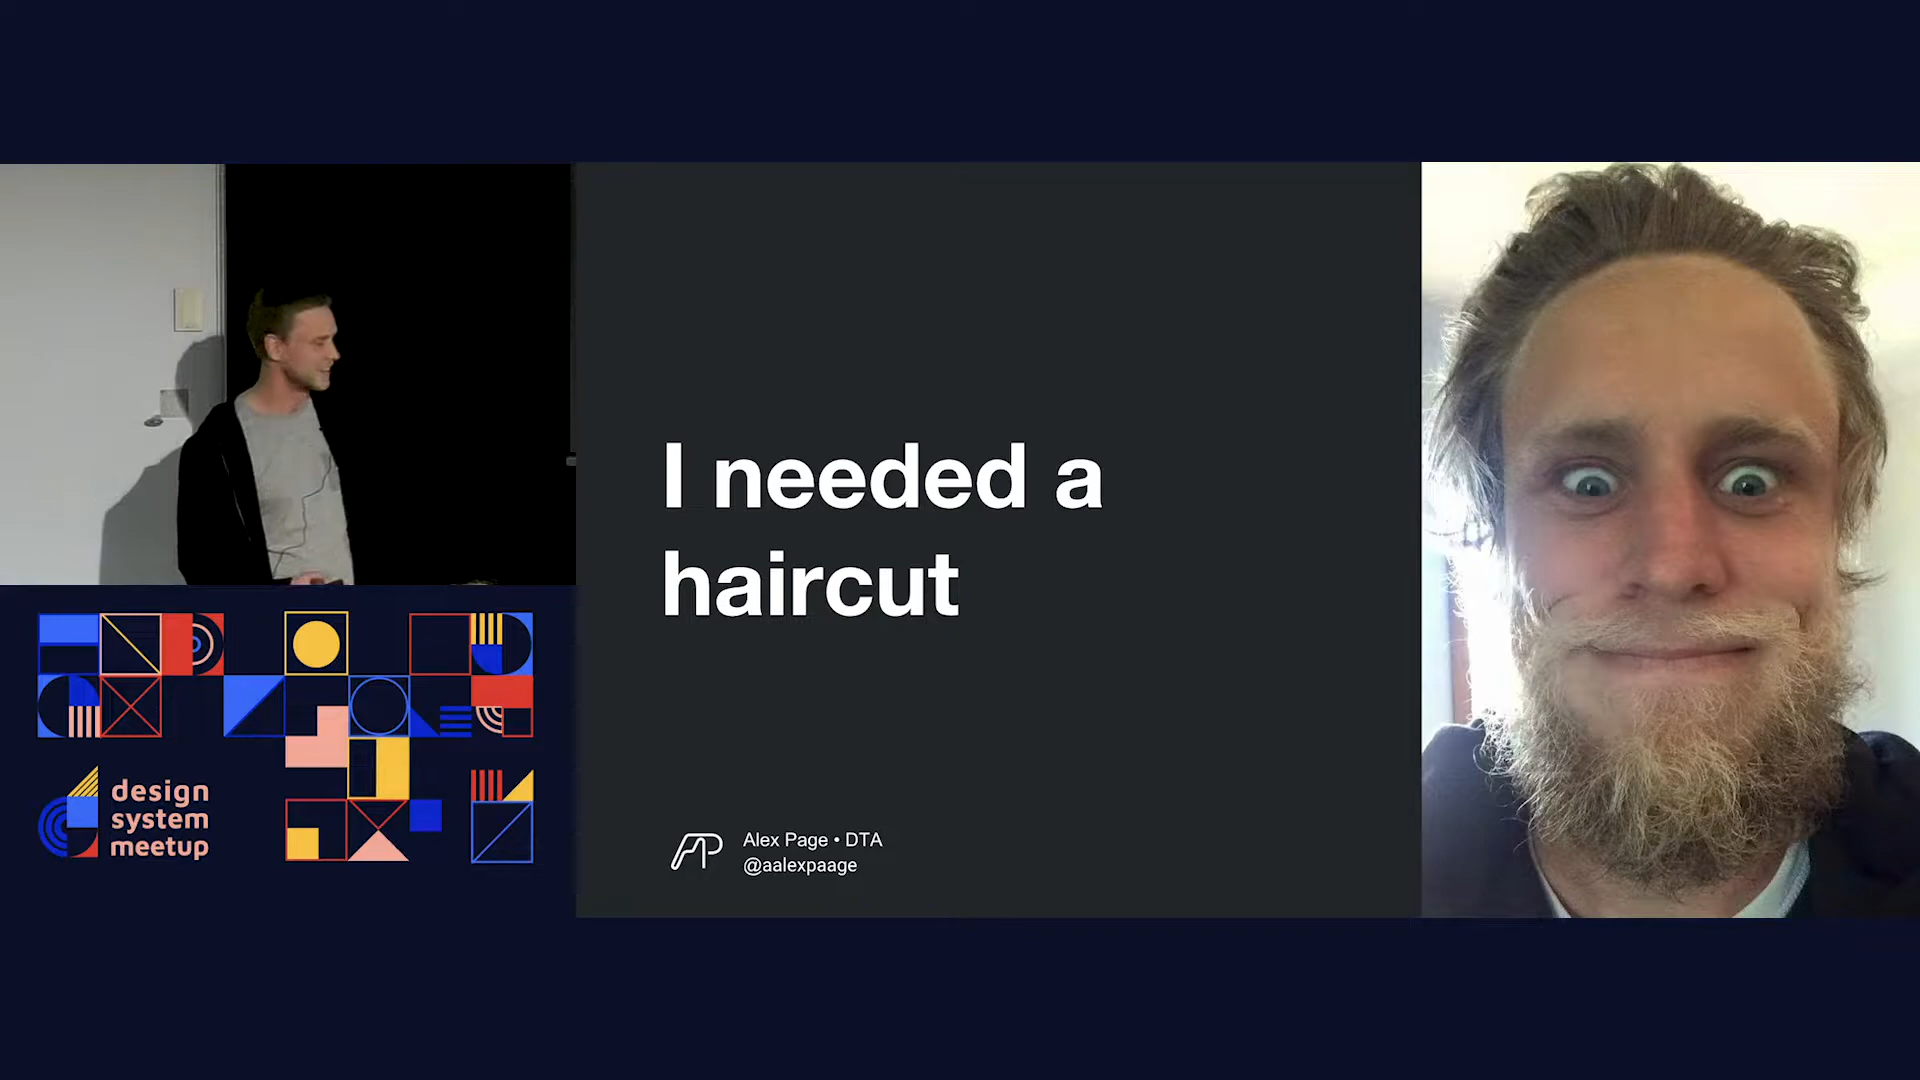 I needed a
haircut
Alex Page • DTA
@aalexpaage
design
system
meetup